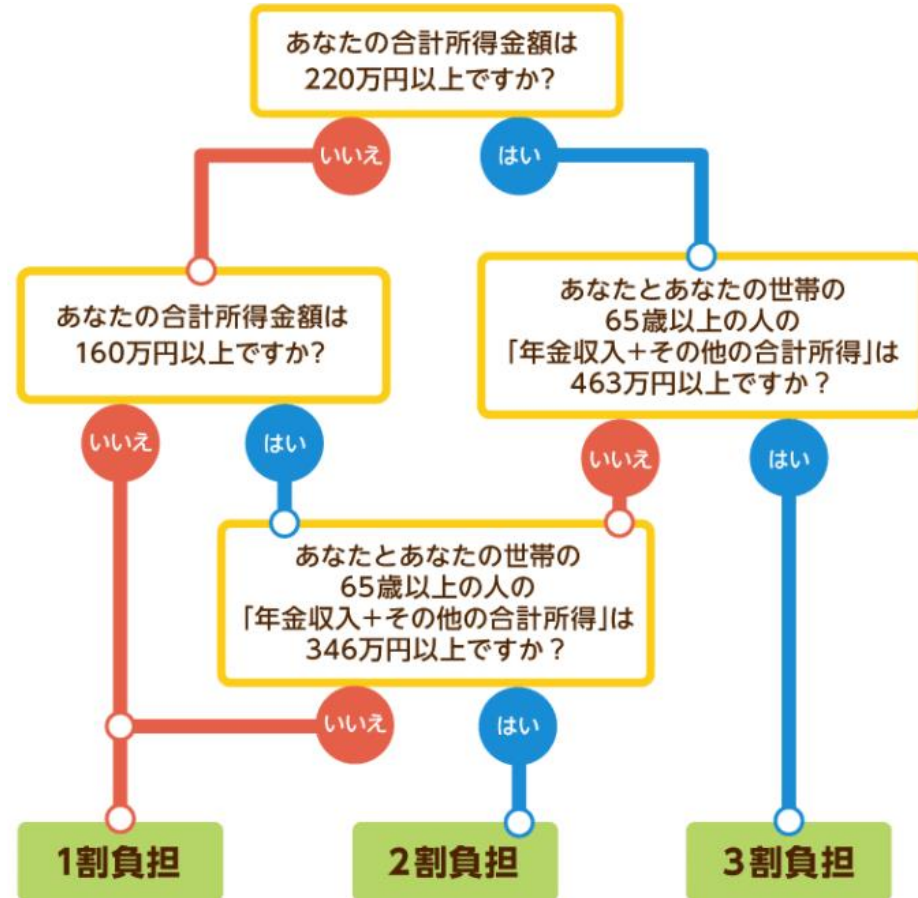 あなたの合計所得金額は
220万円以上ですか?
いいえ
はい
あなたの合計所得金額は
160万円以上ですか?
あなたとあなたの世帯の
65歳以上の人の
「年金収入+その他の合計所得」は
463万円以上ですか？
いいえ
はい
いいえ
はい
あなたとあなたの世帯の
65歳以上の人の
「年金収入+その他の合計所得」は
346万円以上ですか？
いいえ
はい
1割負担
2割負担
3割負担